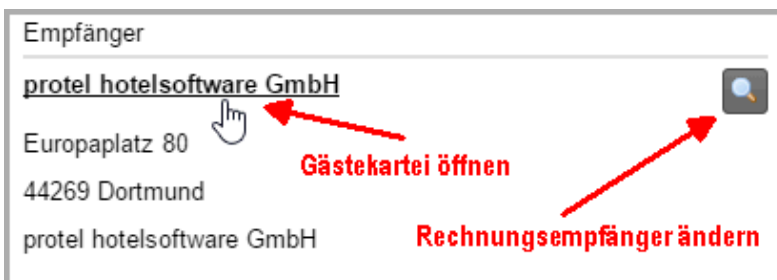 Empfänger
protel hotelsoftware GmbH
Europaplatz 80
Gästekartei öffnen
44269 Dortmund
protel hotelsoftware GmbH
Rechnungsempfänger ändern